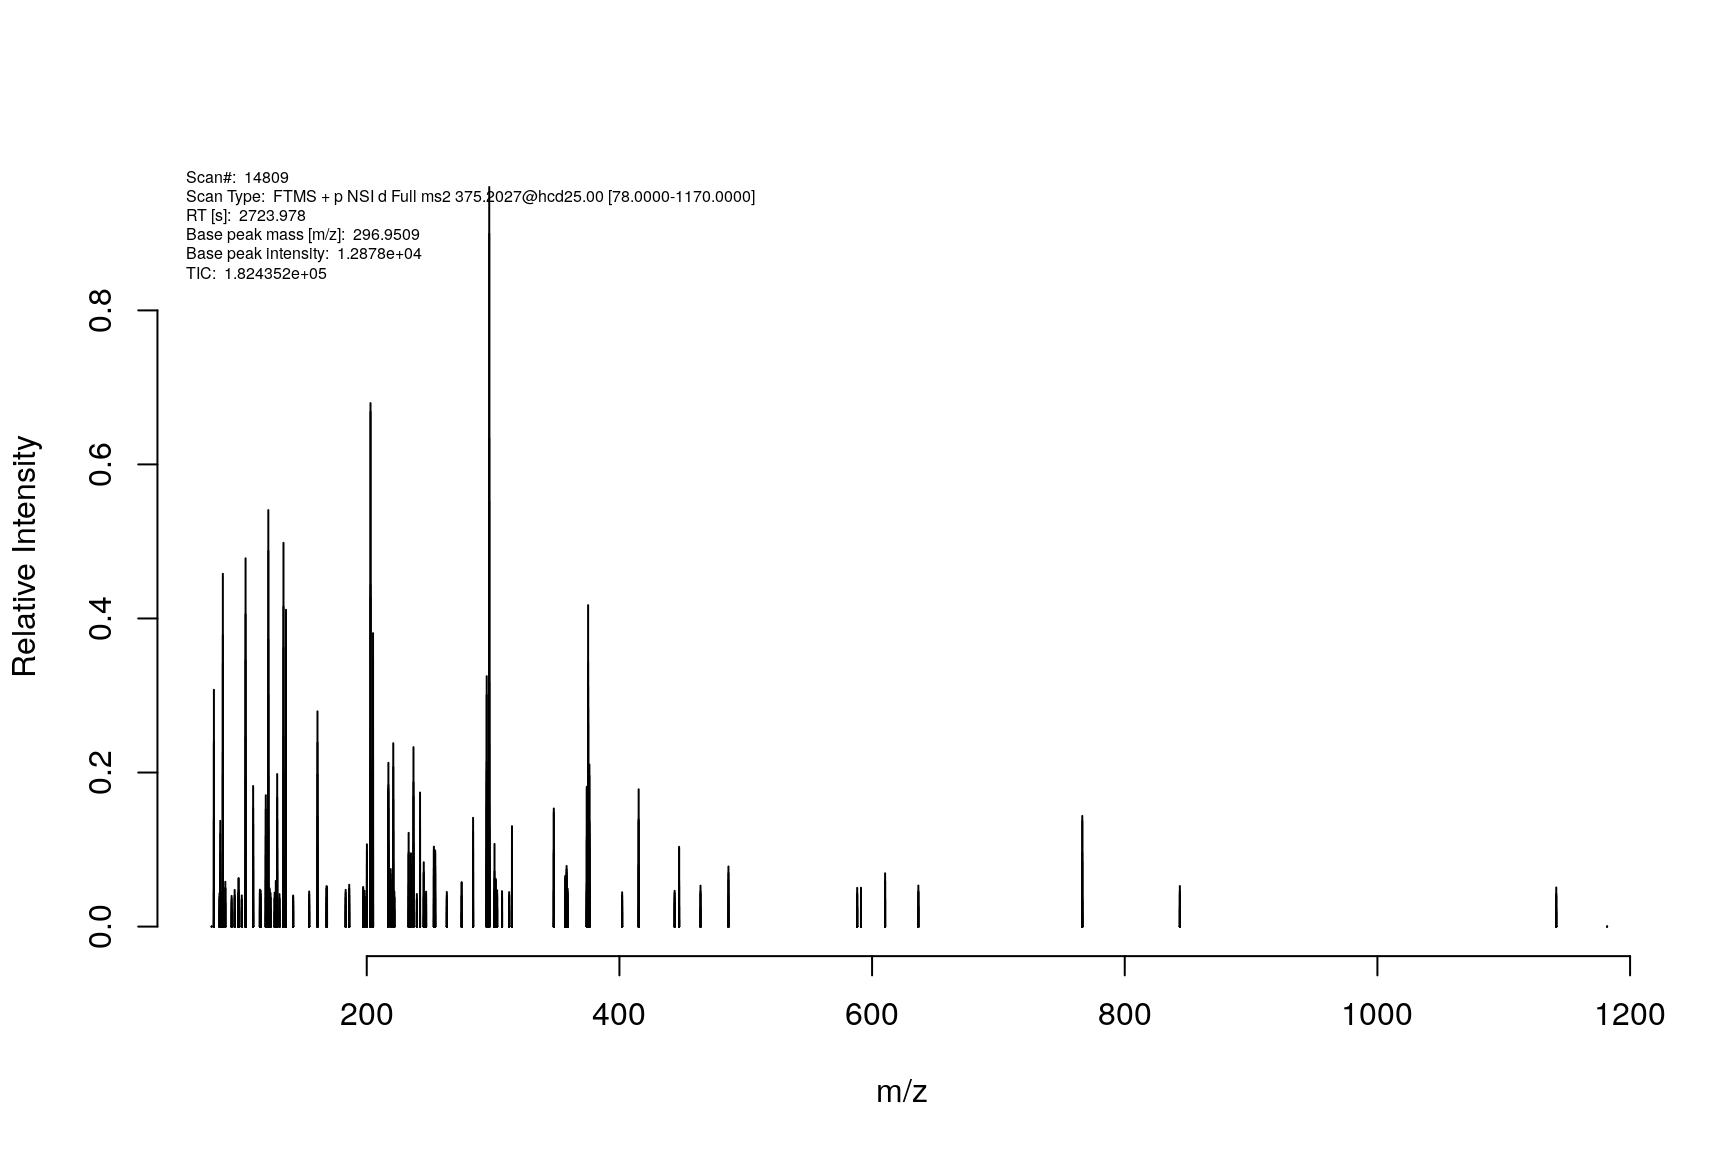 Scan#: 14809
Scan Type: FTMS + p NSI d Full ms2 375.2027@hcd25.00 [78.0000-1170.0000]
RT [s]: 2723.978
Base peak mass [m/z]: 296.9509
Base peak intensity: 1.2878e+04
TIC: 1.824352e+05
0.8
0.6
0.4
0.2
0.0
Relative Intensity
200 400 600 800 1000 1200
m/z